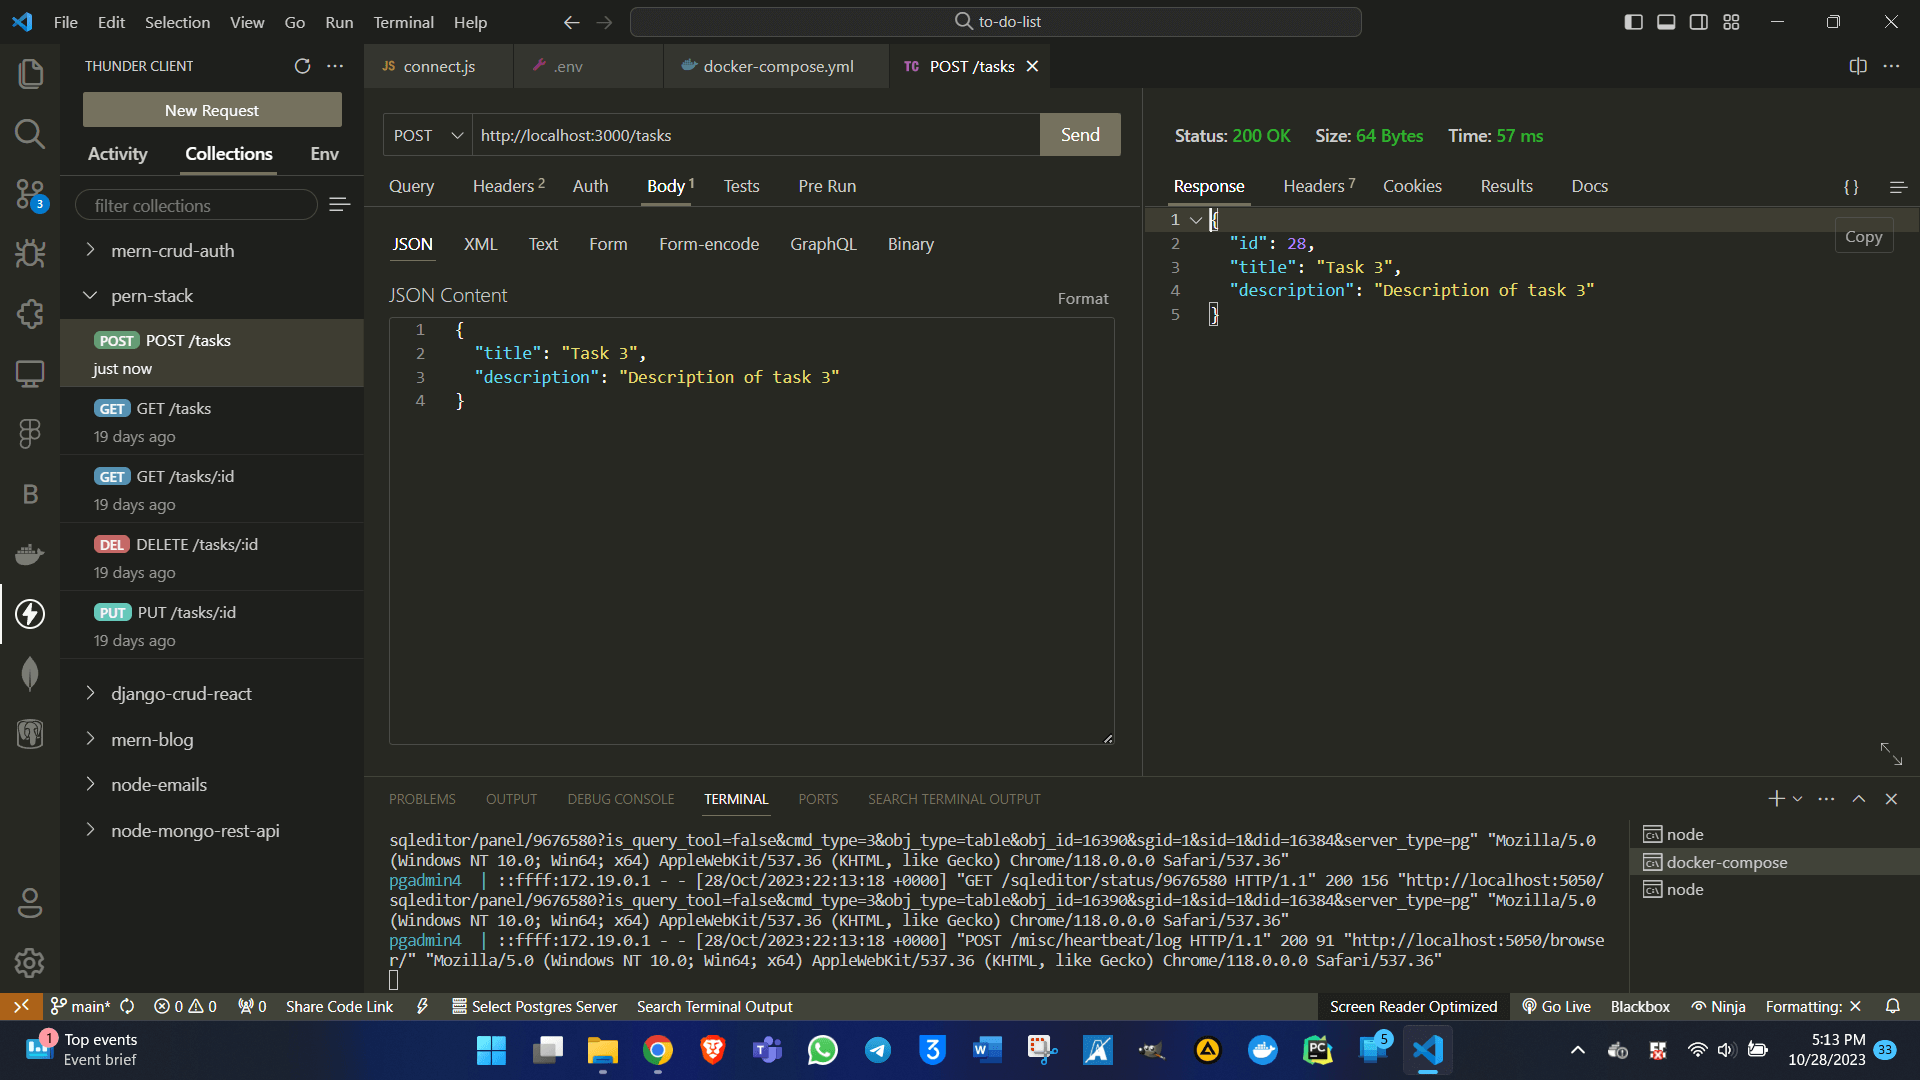 File Edit Selection View Go Run Terminal Help
to-do-list
THUNDER CLIENT
New Request
Activity Collections Env
filter collections
mern-crud-auth
pern-stack
POST POST /tasks
just now
GET GET /tasks
19 days ago
GET GET /tasks/:id
19 days ago
DEL DELETE /tasks/:id
19 days ago
PUT PUT /tasks/:id
19 days ago
django-crud-react
mern-blog
node-emails
node-mongo-rest-api
3
B
JS connect.js .env docker-compose.yml TC POST /tasks
POST http://localhost:3000/tasks Send
Query Headers 2 Auth Body 1 Tests Pre Run
JSON XML Text Form Form-encode GraphQL Binary
JSON Content
Format
1 {
2 "title": "Task 3",
3 "description": "Description of task 3"
4 }
Status: 200 OK Size: 64 Bytes Time: 57 ms
Response Headers 7 Cookies Results Docs {}
Copy
1 {
2 "id": 28,
3 "title": "Task 3",
4 "description": "Description of task 3"
5 }
PROBLEMS OUTPUT DEBUG CONSOLE TERMINAL PORTS SEARCH TERMINAL OUTPUT
sqleditor/panel/9676580?is_query_tool=false&cmd_type=3&obj_type=table&obj_id=16390&sgid=1&sid=1&did=16384&server_type=pg" "Mozilla/5.0
(Windows NT 10.0; Win64; x64) AppleWebKit/537.36 (KHTML, like Gecko) Chrome/118.0.0.0 Safari/537.36"
pgadmin4 | ::ffff:172.19.0.1 - - [28/Oct/2023:22:13:18 +0000] "GET /sqleditor/status/9676580 HTTP/1.1" 200 156 "http://localhost:5050/
sqleditor/panel/9676580?is_query_tool=false&cmd_type=3&obj_type=table&obj_id=16390&sgid=1&sid=1&did=16384&server_type=pg" "Mozilla/5.0
(Windows NT 10.0; Win64; x64) AppleWebKit/537.36 (KHTML, like Gecko) Chrome/118.0.0.0 Safari/537.36"
pgadmin4 | ::ffff:172.19.0.1 - - [28/Oct/2023:22:13:18 +0000] "POST /misc/heartbeat/log HTTP/1.1" 200 91 "http://localhost:5050/browse
r/" "Mozilla/5.0 (Windows NT 10.0; Win64; x64) AppleWebKit/537.36 (KHTML, like Gecko) Chrome/118.0.0.0 Safari/537.36"
node
docker-compose
node
main* 0 0 0 Share Code Link Select Postgres Server Search Terminal Output Screen Reader Optimized Go Live Blackbox Ninja Formatting: ✕
1 Top events
Event brief
3
W
PC
5
5:13 PM
10/28/2023
33